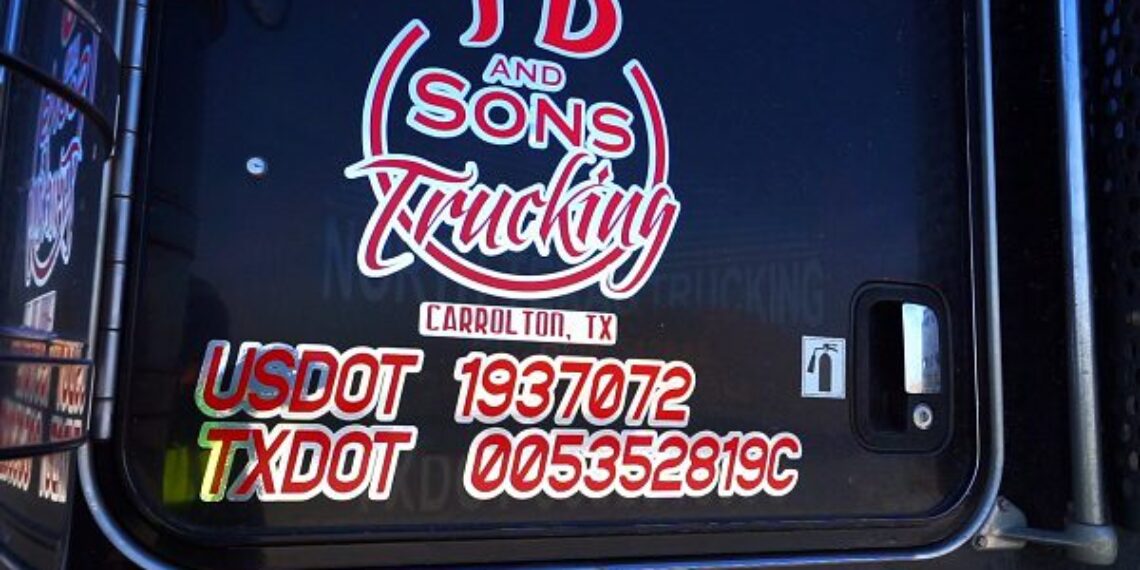 AND
SONS
Trucking
CARROLTON, TX
USDOT 1937072
TXDOT 005352819C